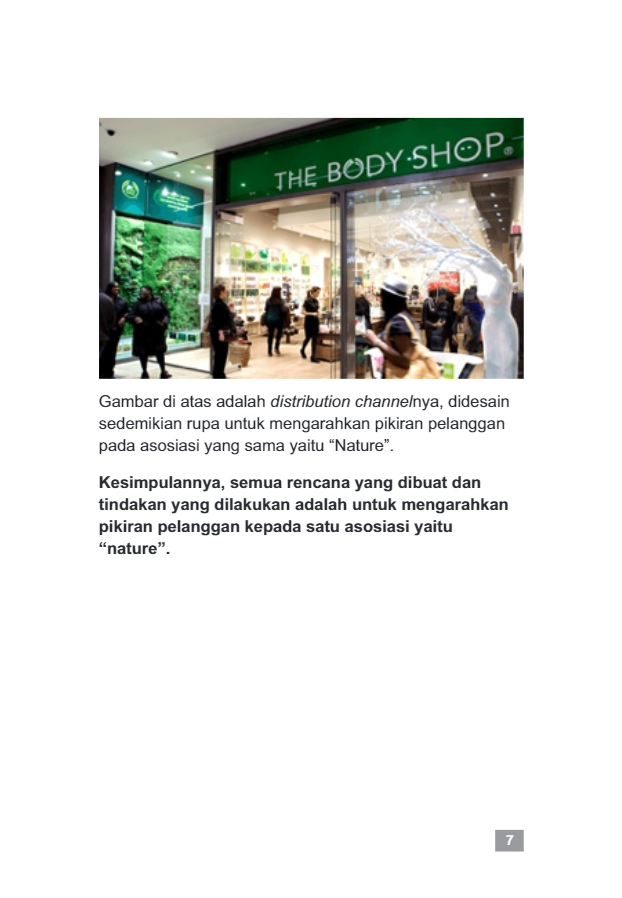 THE BODY SHOP®
Gambar di atas adalah distribution channelnya, didesain
sedemikian rupa untuk mengarahkan pikiran pelanggan
pada asosiasi yang sama yaitu “Nature”.
Kesimpulannya, semua rencana yang dibuat dan
tindakan yang dilakukan adalah untuk mengarahkan
pikiran pelanggan kepada satu asosiasi yaitu
“nature”.
7